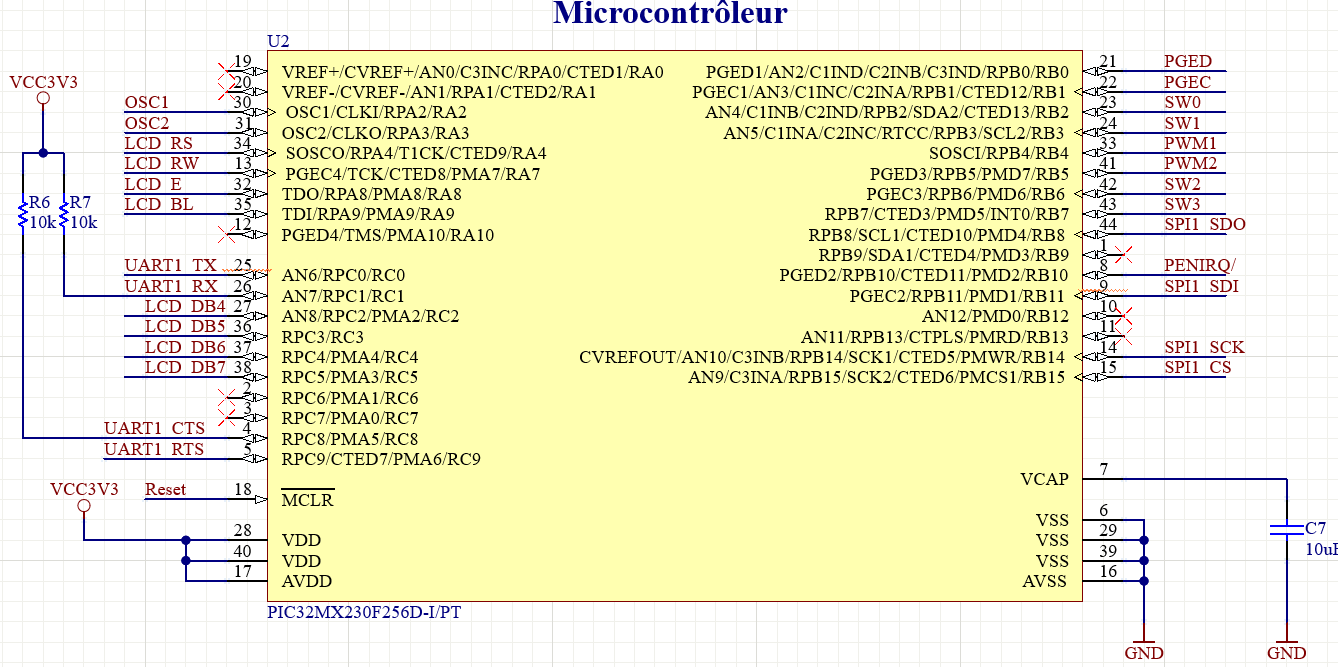 Microcontrôleur
U2
VCC3V3
R6
10k
R7
10k
19 VREF+/CVREF+/AN0/C3INC/RPA0/CTED1/RA0
20 VREF-/CVREF-/AN1/RPA1/CTED2/RA1
OSC1 30 OSC1/CLKI/RPA2/RA2
OSC2 31 OSC2/CLKO/RPA3/RA3
LCD_RS 34 SOSCO/RPA4/T1CK/CTED9/RA4
LCD_RW 13 PGEC4/TCK/CTED8/PMA7/RA7
LCD_E 32 TDO/RPA8/PMA8/RA8
LCD_BL 35 TDI/RPA9/PMA9/RA9
12 PGED4/TMS/PMA10/RA10
UART1_TX 25 AN6/RPC0/RC0
UART1_RX 26 AN7/RPC1/RC1
LCD_DB4 27 AN8/RPC2/PMA2/RC2
LCD_DB5 36 RPC3/RC3
LCD_DB6 37 RPC4/PMA4/RC4
LCD_DB7 38 RPC5/PMA3/RC5
2 RPC6/PMA1/RC6
3 RPC7/PMA0/RC7
UART1_CTS 4 RPC8/PMA5/RC8
UART1_RTS 5 RPC9/CTED7/PMA6/RC9
VCC3V3
Reset 18 MCLR
28 VDD
40 VDD
17 AVDD
PGED1/AN2/C1IND/C2INB/C3IND/RPB0/RB0 21 PGED
PGEC1/AN3/C1INC/C2INA/RPB1/CTED12/RB1 22 PGEC
AN4/C1INB/C2IND/RPB2/SDA2/CTED13/RB2 23 SW0
AN5/C1INA/C2INC/RTCC/RPB3/SCL2/RB3 24 SW1
SOSCI/RPB4/RB4 33 PWM1
PGED3/RPB5/PMD7/RB5 41 PWM2
PGEC3/RPB6/PMD6/RB6 42 SW2
RPB7/CTED3/PMD5/INT0/RB7 43 SW3
RPB8/SCL1/CTED10/PMD4/RB8 44 SPI1_SDO
RPB9/SDA1/CTED4/PMD3/RB9 1
PGED2/RPB10/CTED11/PMD2/RB10 8 PENIRQ/
PGEC2/RPB11/PMD1/RB11 9 SPI1_SDI
AN12/PMD0/RB12 10
AN11/RPB13/CTPLS/PMRD/RB13 11
CVREFOUT/AN10/C3INB/RPB14/SCK1/CTED5/PMWR/RB14 14 SPI1_SCK
AN9/C3INA/RPB15/SCK2/CTED6/PMCS1/RB15 15 SPI1_CS
VCAP 7
VSS 6
VSS 29
VSS 39
AVSS 16
C7
10uF
PIC32MX230F256D-I/PT
GND
GND